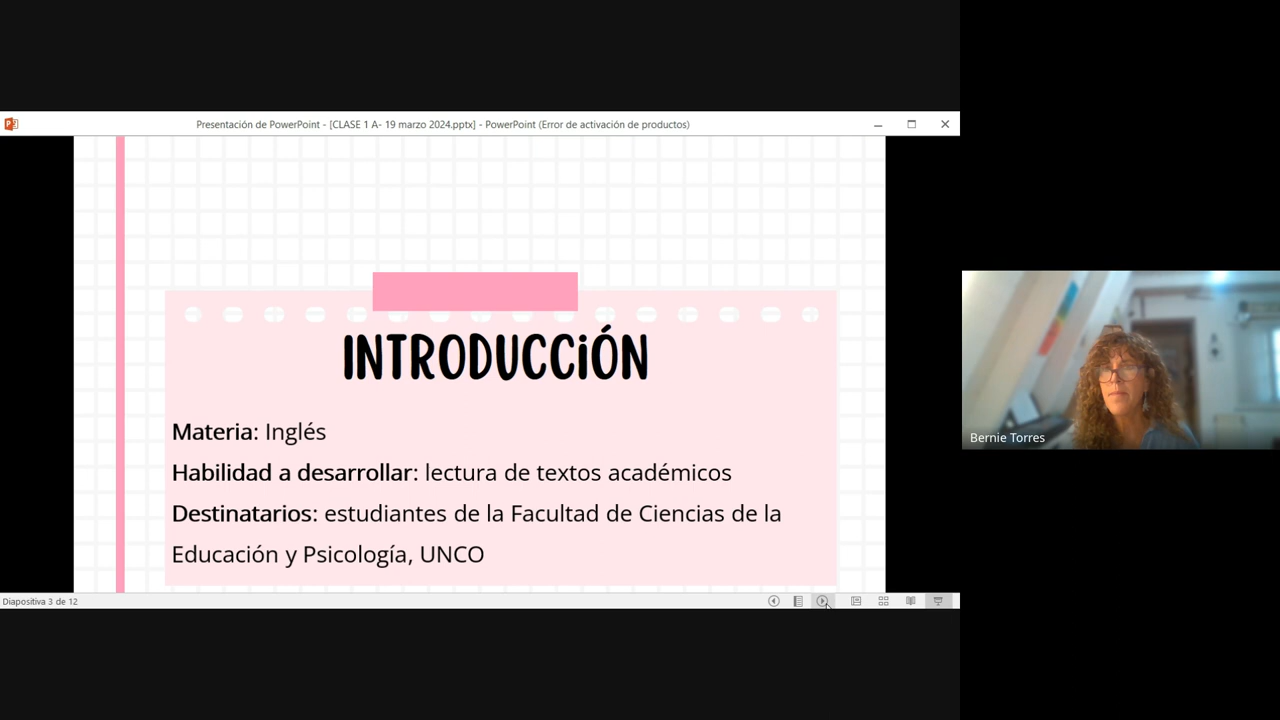 Presentación de PowerPoint - [CLASE 1 A- 19 marzo 2024.pptx] - PowerPoint (Error de activación de productos)
INTRODUCCiÓN
Materia: Inglés
Habilidad a desarrollar: lectura de textos académicos
Destinatarios: estudiantes de la Facultad de Ciencias de la
Educación y Psicología, UNCO
Bernie Torres
Diapositiva 3 de 12